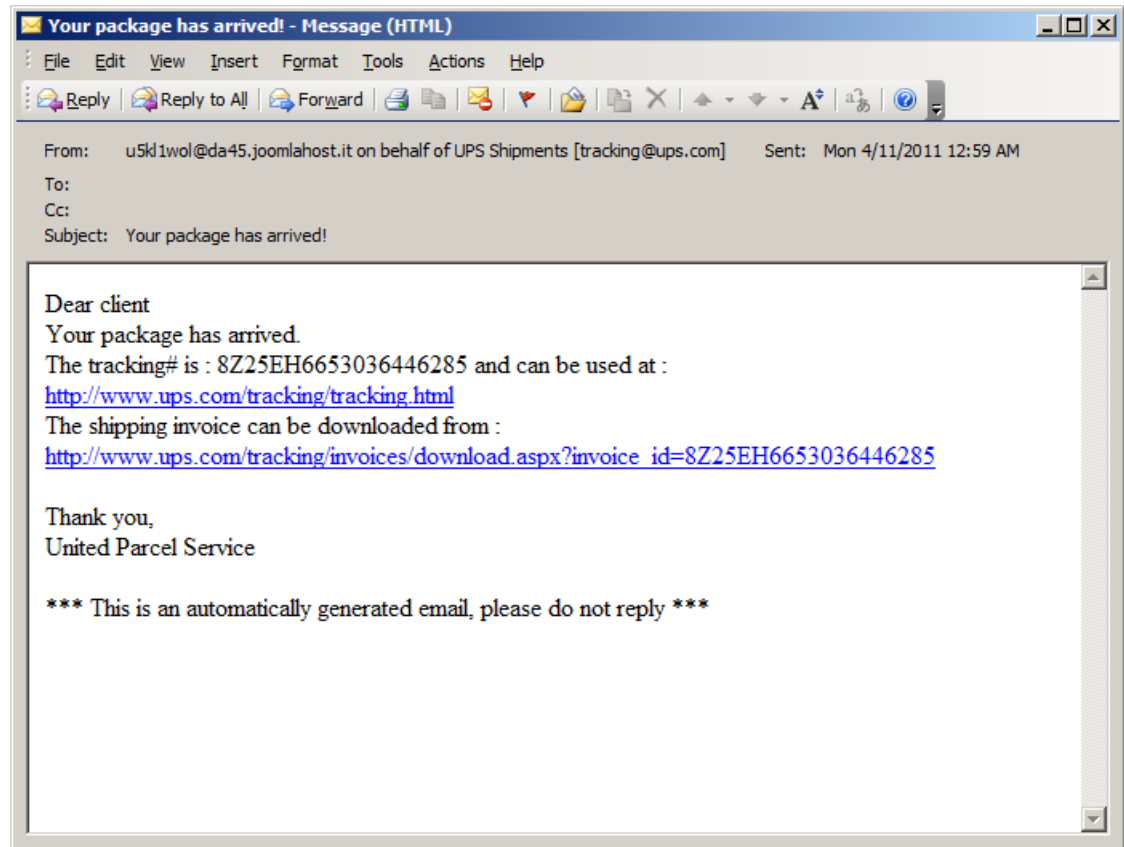 Your package has arrived! - Message (HTML)
File Edit View Insert Format Tools Actions Help
Reply Reply to All Forward
From: u5kl1wol@da45.joomlahost.it on behalf of UPS Shipments [tracking@ups.com] Sent: Mon 4/11/2011 12:59 AM
To:
Cc:
Subject: Your package has arrived!
Dear client
Your package has arrived.
The tracking# is : 8Z25EH6653036446285 and can be used at :
http://www.ups.com/tracking/tracking.html
The shipping invoice can be downloaded from :
http://www.ups.com/tracking/invoices/download.aspx?invoice_id=8Z25EH6653036446285
Thank you,
United Parcel Service
*** This is an automatically generated email, please do not reply ***